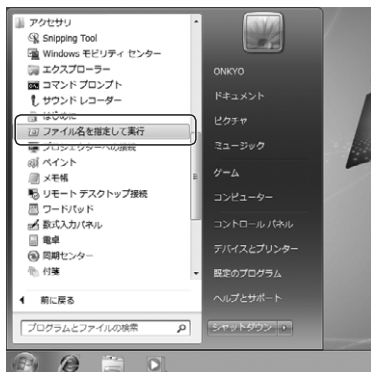 アクセサリ
Snipping Tool
Windows モビリティ センター
エクスプローラー
コマンド プロンプト
サウンド レコーダー
はじめに
ファイル名を指定して実行
プロジェクターへの接続
ペイント
メモ帳
リモート デスクトップ接続
ワードパッド
数式入力パネル
電卓
同期センター
付箋
前に戻る
プログラムとファイルの検索
ONKYO
ドキュメント
ピクチャ
ミュージック
ゲーム
コンピューター
コントロール パネル
デバイスとプリンター
既定のプログラム
ヘルプとサポート
シャットダウン